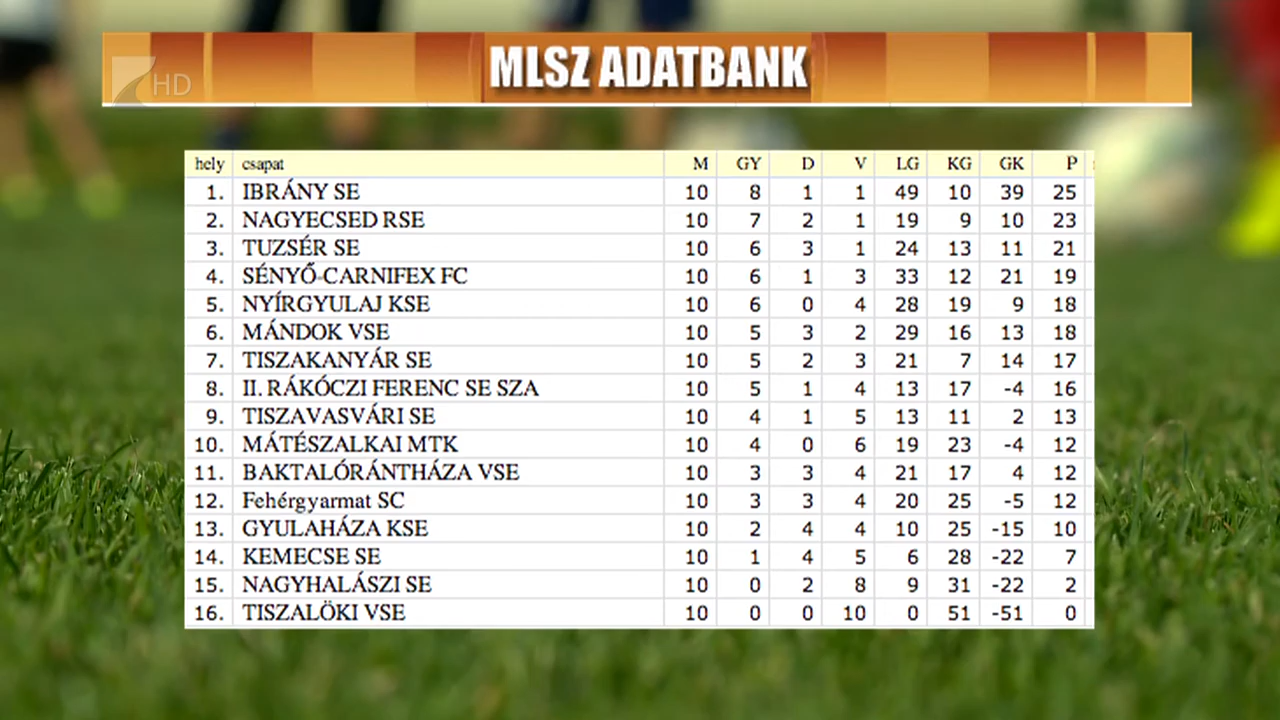 MLSZ ADATBANK
HD
hely csapat M GY D V LG KG GK P
1. IBRÁNY SE 10 8 1 1 49 10 39 25
2. NAGYECSED RSE 10 7 2 1 19 9 10 23
3. TUZSÉR SE 10 6 3 1 24 13 11 21
4. SÉNYŐ-CARNIFEX FC 10 6 1 3 33 12 21 19
5. NYÍRGYULAJ KSE 10 6 0 4 28 19 9 18
6. MÁNDOK VSE 10 5 3 2 29 16 13 18
7. TISZAKANYÁR SE 10 5 2 3 21 7 14 17
8. II. RÁKÓCZI FERENC SE SZA 10 5 1 4 13 17 -4 16
9. TISZAVASVÁRI SE 10 4 1 5 13 11 2 13
10. MÁTÉSZALKAI MTK 10 4 0 6 19 23 -4 12
11. BAKTALÓRÁNTHÁZA VSE 10 3 3 4 21 17 4 12
12. Fehérgyarmat SC 10 3 3 4 20 25 -5 12
13. GYULAHÁZA KSE 10 2 4 4 10 25 -15 10
14. KEMECSE SE 10 1 4 5 6 28 -22 7
15. NAGYHALÁSZI SE 10 0 2 8 9 31 -22 2
16. TISZALÖKI VSE 10 0 0 10 0 51 -51 0